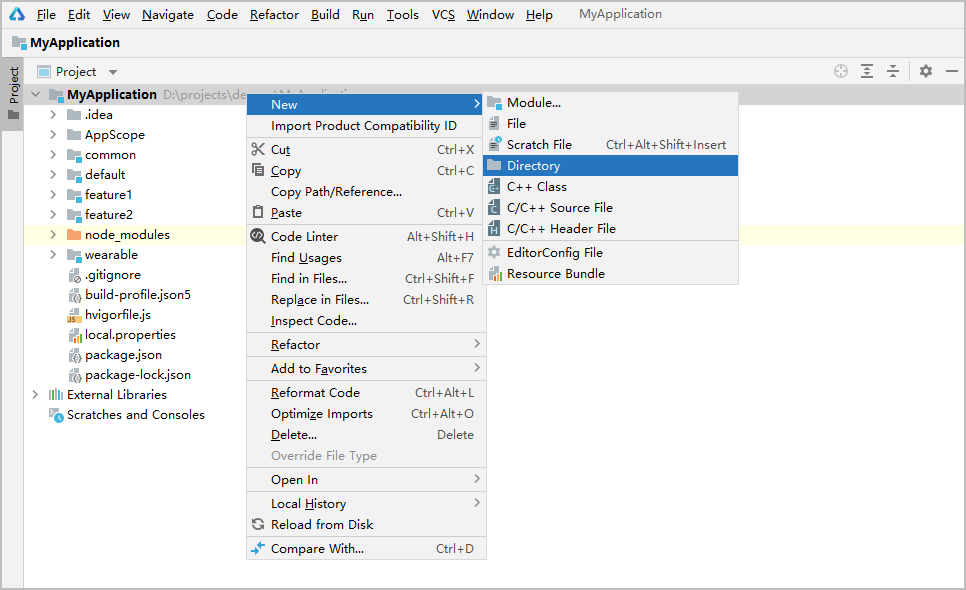 File Edit View Navigate Code Refactor Build Run Tools VCS Window Help MyApplication
MyApplication
Project
Project
MyApplication D:\projects\de
.idea
AppScope
common
default
feature1
feature2
node_modules
wearable
.gitignore
build-profile.json5
hvigorfile.js
local.properties
package.json
package-lock.json
External Libraries
Scratches and Consoles
New
Import Product Compatibility ID
Cut Ctrl+X
Copy Ctrl+C
Copy Path/Reference...
Paste Ctrl+V
Code Linter Alt+Shift+H
Find Usages Alt+F7
Find in Files... Ctrl+Shift+F
Replace in Files... Ctrl+Shift+R
Inspect Code...
Refactor
Add to Favorites
Reformat Code Ctrl+Alt+L
Optimize Imports Ctrl+Alt+O
Delete... Delete
Override File Type
Open In
Local History
Reload from Disk
Compare With... Ctrl+D
Module...
File
Scratch File Ctrl+Alt+Shift+Insert
Directory
C++ Class
C/C++ Source File
C/C++ Header File
EditorConfig File
Resource Bundle